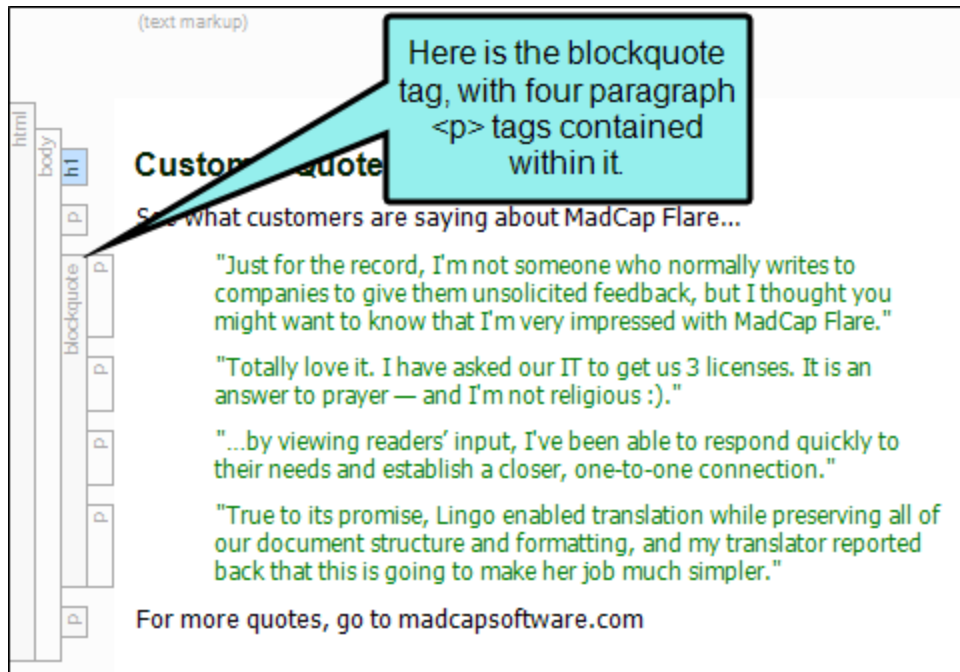 (text markup)
Here is the blockquote
tag, with four paragraph
<p> tags contained
within it.
html
body
h1
p
blockquote
p
p
p
p
p
what customers are saying about MadCap Flare...
"Just for the record, I'm not someone who normally writes to
companies to give them unsolicited feedback, but I thought you
might want to know that I'm very impressed with MadCap Flare."
"Totally love it. I have asked our IT to get us 3 licenses. It is an
answer to prayer — and I'm not religious :)."
"...by viewing readers’ input, I've been able to respond quickly to
their needs and establish a closer, one-to-one connection."
"True to its promise, Lingo enabled translation while preserving all of
our document structure and formatting, and my translator reported
back that this is going to make her job much simpler."
For more quotes, go to madcapsoftware.com